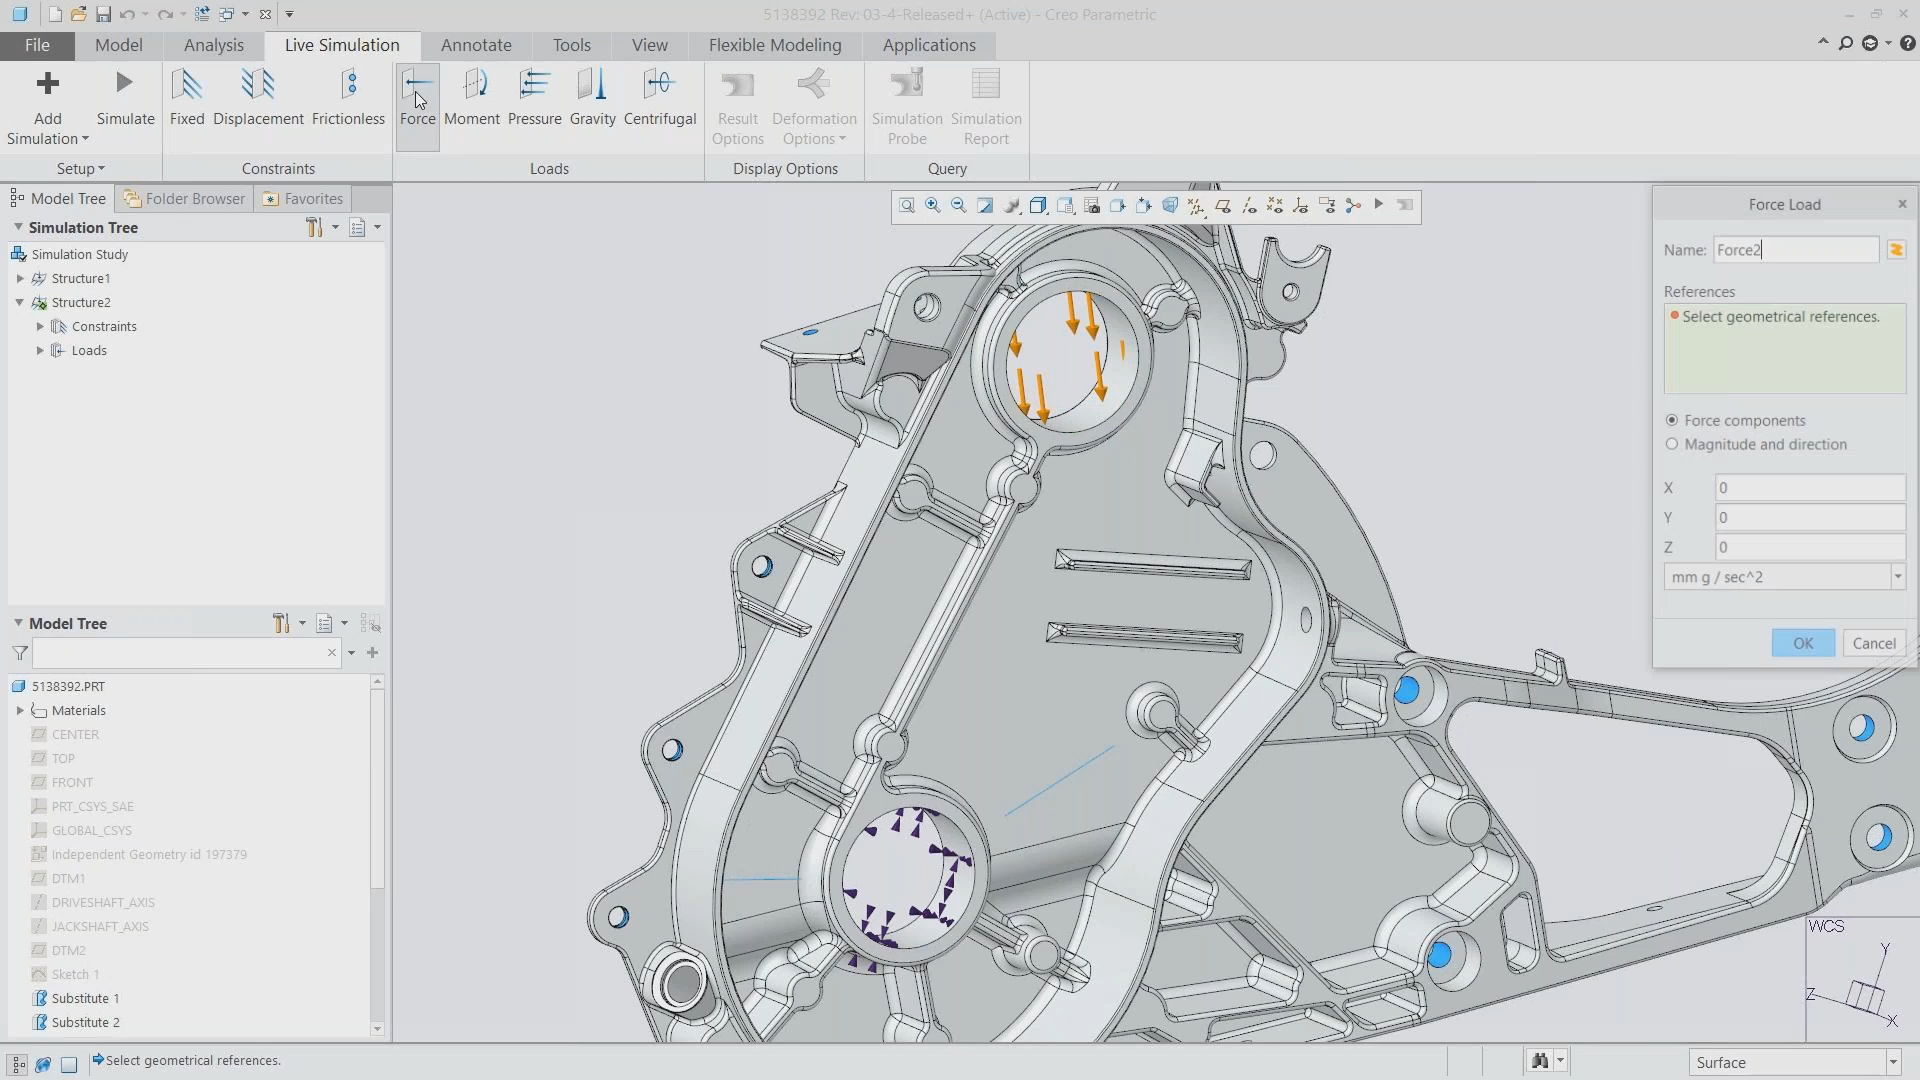 5138392 Rev: 03-4-Released+ (Active) - Creo Parametric
File Model Analysis Live Simulation Annotate Tools View Flexible Modeling Applications
Add Simulation
Simulate
Fixed
Displacement
Frictionless
Force
Moment
Pressure
Gravity
Centrifugal
Result Options
Deformation Options
Simulation Probe
Simulation Report
Setup
Constraints
Loads
Display Options
Query
Model Tree
Folder Browser
Favorites
Simulation Tree
Simulation Study
Structure1
Structure2
Constraints
Loads
Model Tree
5138392.PRT
Materials
CENTER
TOP
FRONT
PRT_CSYS_SAE
GLOBAL_CSYS
Independent Geometry id 197379
DTM1
DRIVESHAFT_AXIS
JACKSHAFT_AXIS
DTM2
Sketch 1
Substitute 1
Substitute 2
Force Load
Name: Force2
References
Select geometrical references.
Force components
Magnitude and direction
X 0
Y 0
Z 0
mm g / sec^2
OK Cancel
WCS
Y
Z
X
Select geometrical references.
Surface